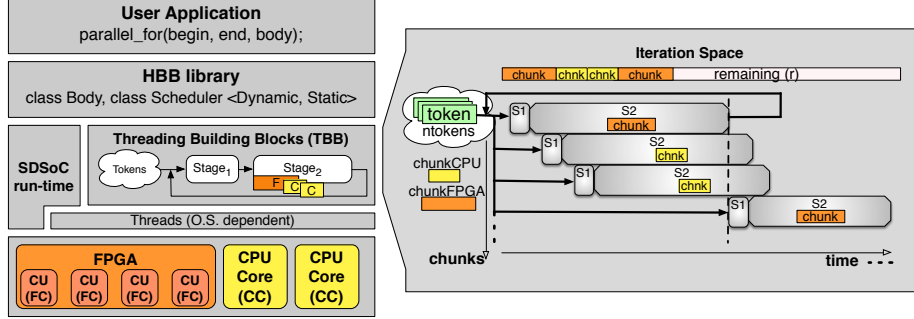 User Application
parallel_for(begin, end, body);
HBB library
class Body, class Scheduler <Dynamic, Static>
SDSoC
run-time
Threading Building Blocks (TBB)
Tokens
Stage1
Stage2
F
C
C
Threads (O.S. dependent)
FPGA
CU
(FC)
CU
(FC)
CU
(FC)
CU
(FC)
CPU
Core
(CC)
CPU
Core
(CC)
Iteration Space
chunk chnk chnk chunk remaining (r)
token
ntokens
S1 S2
chunk
S1 S2
chnk
S1 S2
chnk
S1 S2
chunk
chunkCPU
chunkFPGA
chunks
time